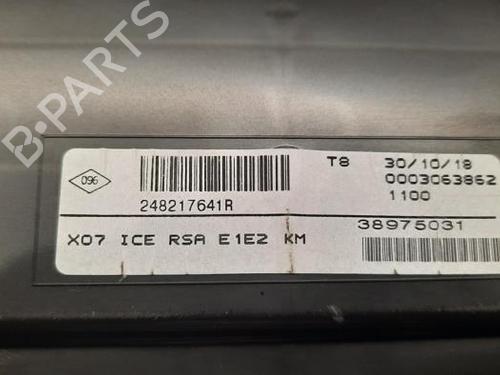 B-PARTS
096
248217641R
T8 30/10/18
0003063862
1100
X07 ICE RSA E1E2 KM
38975031